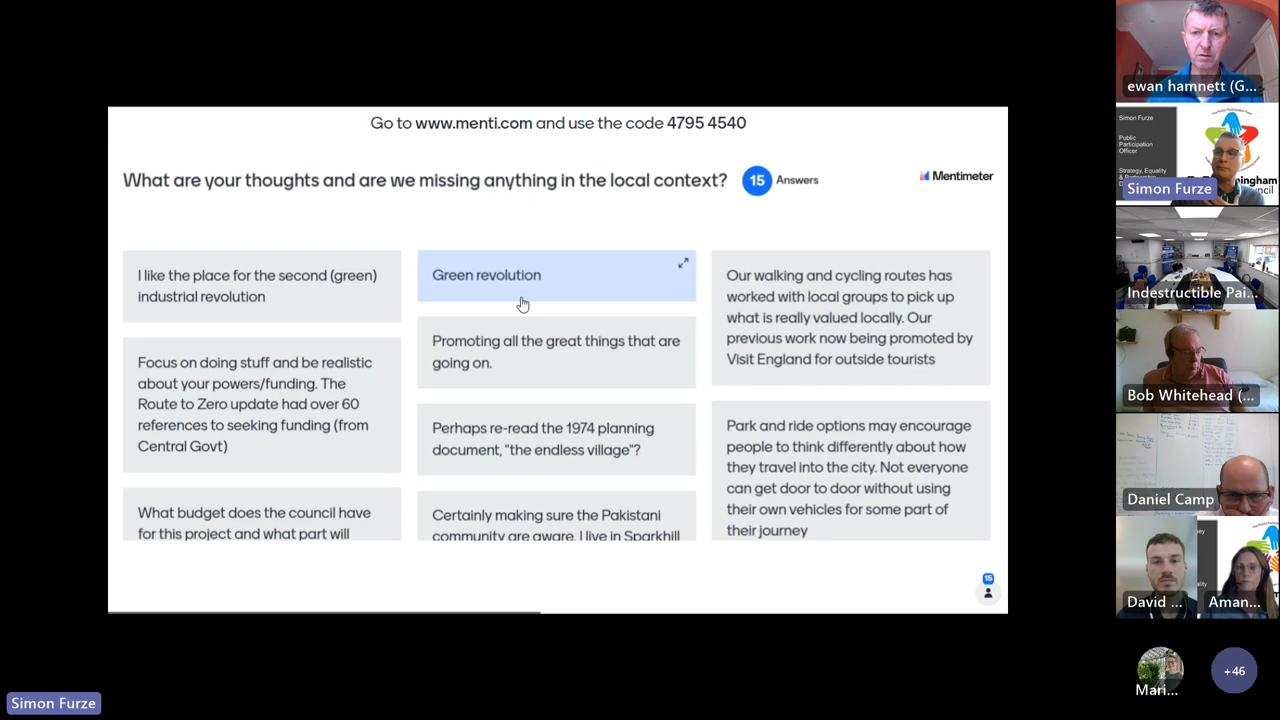 Go to www.menti.com and use the code 4795 4540
What are your thoughts and are we missing anything in the local context?
15
Answers
Mentimeter
I like the place for the second (green)
industrial revolution
Focus on doing stuff and be realistic
about your powers/funding. The
Route to Zero update had over 60
references to seeking funding (from
Central Govt)
What budget does the council have
for this project and what part will
Green revolution
Promoting all the great things that are
going on.
Perhaps re-read the 1974 planning
document, "the endless village"?
Certainly making sure the Pakistani
community are aware. I live in Sparkhill
Our walking and cycling routes has
worked with local groups to pick up
what is really valued locally. Our
previous work now being promoted by
Visit England for outside tourists
Park and ride options may encourage
people to think differently about how
they travel into the city. Not everyone
can get door to door without using
their own vehicles for some part of
their journey
15
ewan hamnett (G...
Simon Furze
Public
Participation
Officer
Strategy, Equality
Simon Furze
Indestructible Pai...
Bob Whitehead (...
Daniel Camp
David ...
Aman...
Mari...
+46
Simon Furze